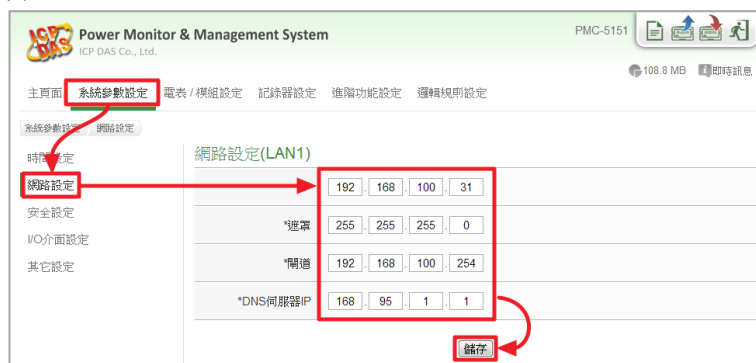 ICP DAS
Power Monitor & Management System
ICP DAS Co., Ltd.
PMC-5151
108.8 MB 即時訊息
主頁面 系統參數設定 電表 / 模組設定 記錄器設定 進階功能設定 邏輯規則設定
系統參數設定 網路設定
時間設定
網路設定
安全設定
I/O介面設定
其它設定
網路設定(LAN1)
192 . 168 . 100 . 31
*遮罩 255 . 255 . 255 . 0
*閘道 192 . 168 . 100 . 254
*DNS伺服器IP 168 . 95 . 1 . 1
儲存